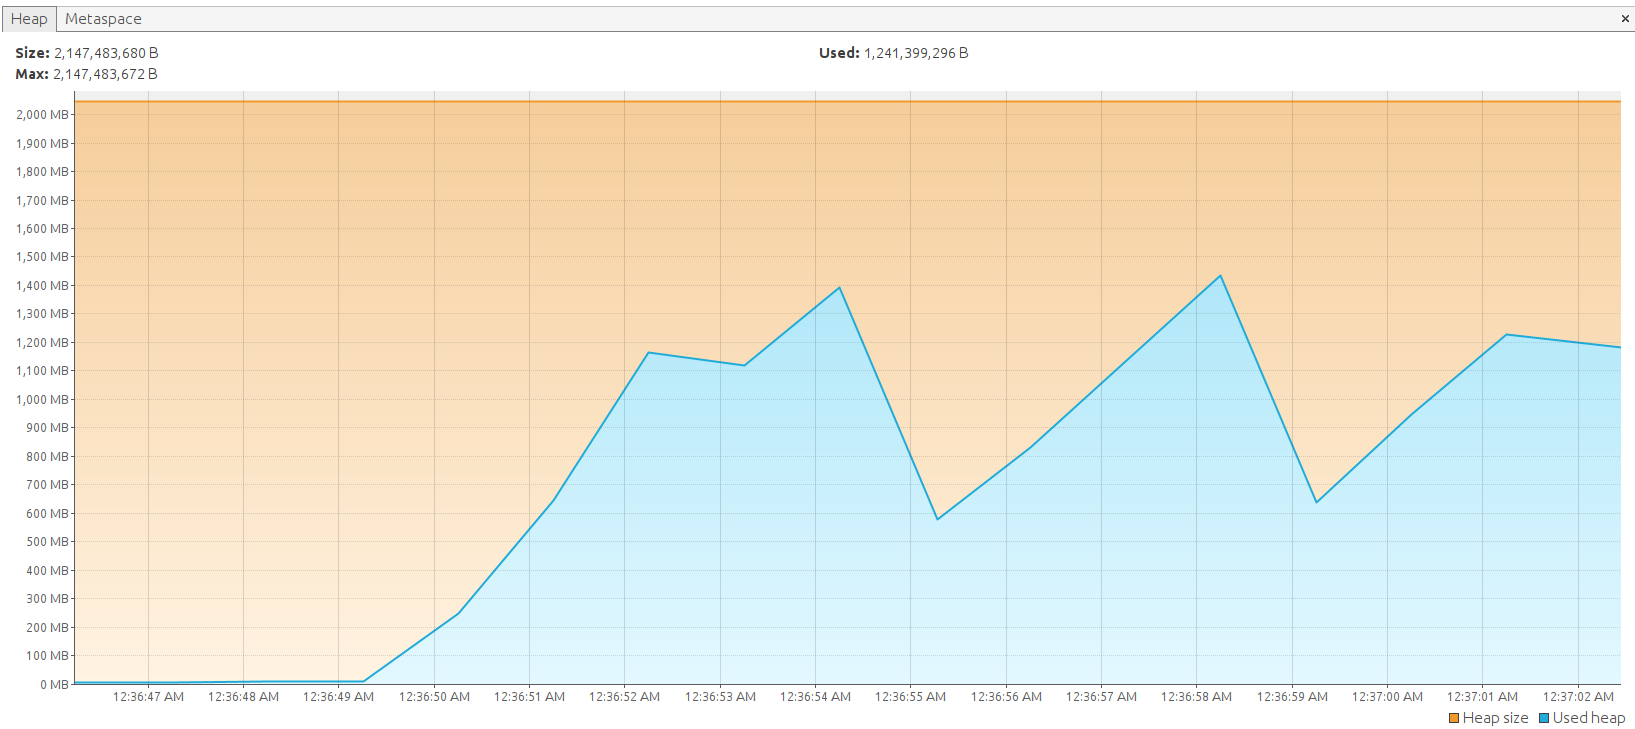 Heap Metaspace ×
Size: 2,147,483,680 B Used: 1,241,399,296 B
Max: 2,147,483,672 B
2,000 MB
1,900 MB
1,800 MB
1,700 MB
1,600 MB
1,500 MB
1,400 MB
1,300 MB
1,200 MB
1,100 MB
1,000 MB
900 MB
800 MB
700 MB
600 MB
500 MB
400 MB
300 MB
200 MB
100 MB
0 MB
12:36:47 AM 12:36:48 AM 12:36:49 AM 12:36:50 AM 12:36:51 AM 12:36:52 AM 12:36:53 AM 12:36:54 AM 12:36:55 AM 12:36:56 AM 12:36:57 AM 12:36:58 AM 12:36:59 AM 12:37:00 AM 12:37:01 AM 12:37:02 AM
Heap size Used heap